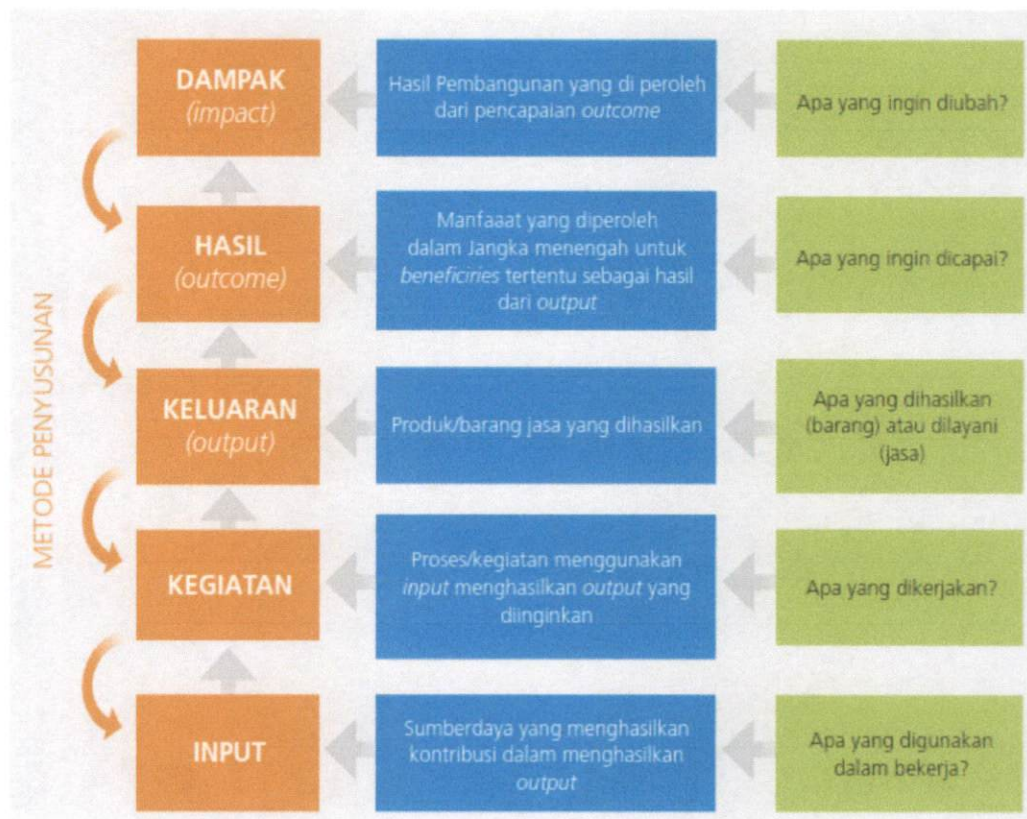 METODE PENYUSUNAN
DAMPAK
(impact)
Hasil Pembangunan yang di peroleh
dari pencapaian outcome
Apa yang ingin diubah?
HASIL
(outcome)
Manfaaat yang diperoleh
dalam Jangka menengah untuk
beneficiries tertentu sebagai hasil
dari output
Apa yang ingin dicapai?
KELUARAN
(output)
Produk/barang jasa yang dihasilkan
Apa yang dihasilkan
(barang) atau dilayani
(jasa)
KEGIATAN
Proses/kegiatan menggunakan
input menghasilkan output yang
diinginkan
Apa yang dikerjakan?
INPUT
Sumberdaya yang menghasilkan
kontribusi dalam menghasilkan
output
Apa yang digunakan
dalam bekerja?